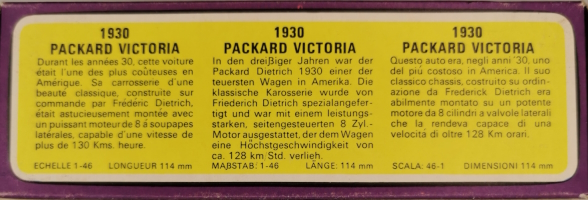 1930
PACKARD VICTORIA
Durant les années 30, cette voiture
était l'une des plus coûteuses en
Amérique. Sa carrosserie d'une
beauté classique, construite sur
commande par Fréderic Dietrich,
était astucieusement montée avec
un puissant moteur de 8 à soupapes
latérales, capable d'une vitesse de
plus de 130 Kms. heure.
ECHELLE 1-46 LONGUEUR 114 mm
1930
PACKARD VICTORIA
In den dreißiger Jahren war der
Packard Dietrich 1930 einer der
teuersten Wagen in Amerika. Die
klassische Karosserie wurde von
Friederich Dietrich spezialangefer-
tigt und war mit einem leistungs-
starken, seitengesteuerten 8 Zyl.-
Motor ausgestattet, der dem Wagen
eine Höchstgeschwindigkeit von
ca. 128 km/Std. verlieh.
MAßSTAB: 1-46 LÄNGE: 114 mm
1930
PACKARD VICTORIA
Questo auto era, negli anni '30, uno
del più costoso in America. Il suo
classico chassis, costruito su ordin-
azione da Frederick Dietrich era
abilmente montato su un potente
motore da 8 cilindri a valvole laterali
che la rendeva capace di una
velocità di oltre 128 Km orari.
SCALA: 46-1 DIMENSIONI 114 mm